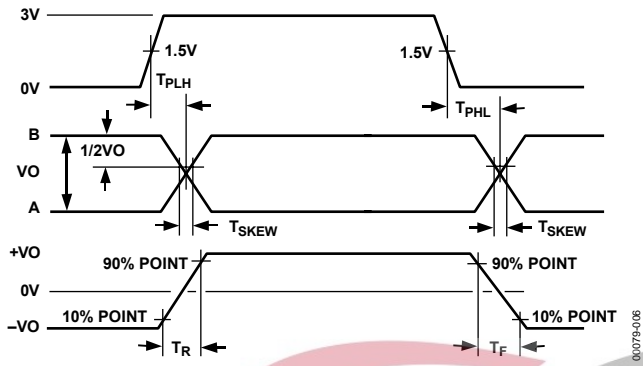 3V
1.5V
1.5V
0V
TPLH
TPHL
B
1/2VO
VO
A
TSKEW
TSKEW
+VO
90% POINT
90% POINT
0V
10% POINT
10% POINT
–VO
TR
TF
00079-006